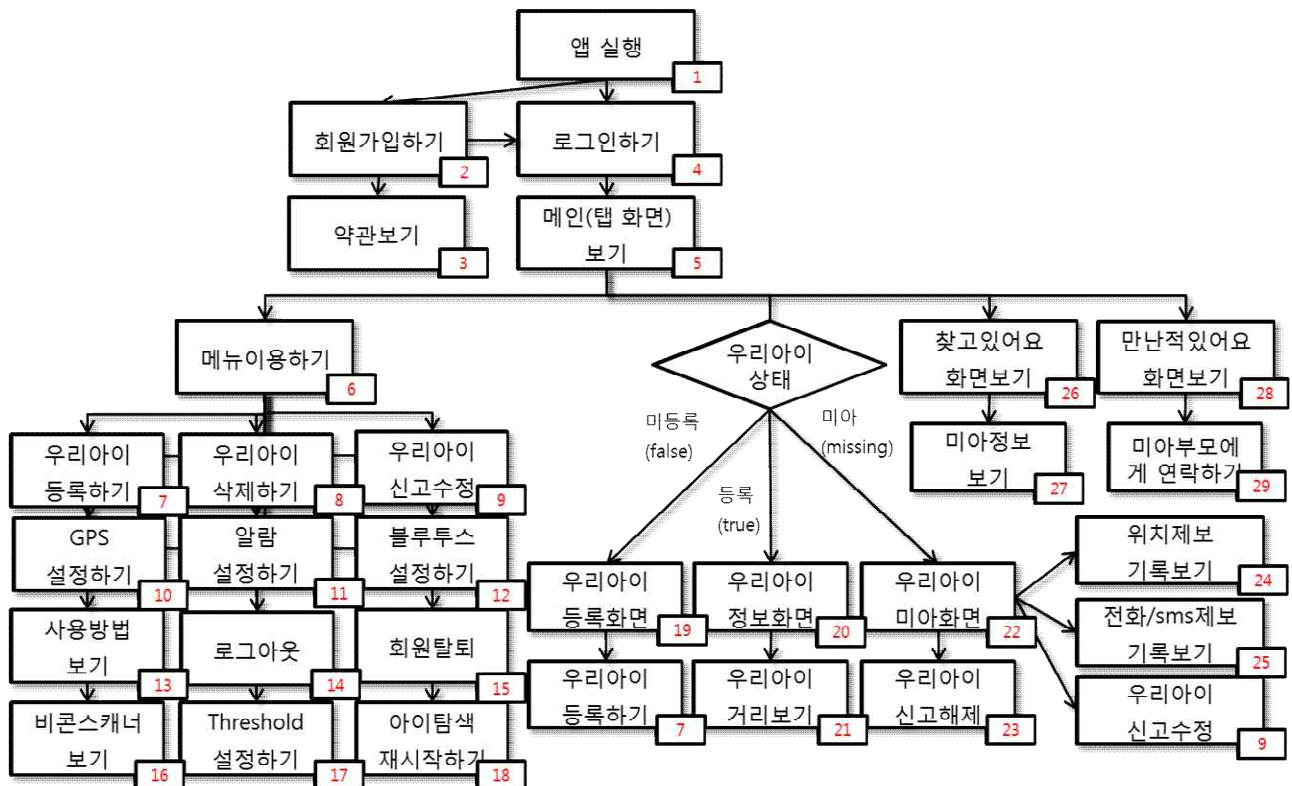 앱 실행
1
회원가입하기
2
로그인하기
4
약관보기
3
메인(탭 화면)
보기
5
메뉴이용하기
6
우리아이
상태
찾고있어요
화면보기
26
만난적있어요
화면보기
28
미등록
(false)
등록
(true)
미아
(missing)
미아정보
보기
27
미아부모에
게 연락하기
29
우리아이
등록하기
7
우리아이
삭제하기
8
우리아이
신고수정
9
GPS
설정하기
10
알람
설정하기
11
블루투스
설정하기
12
사용방법
보기
13
로그아웃
14
회원탈퇴
15
비콘스캐너
보기
16
Threshold
설정하기
17
아이탐색
재시작하기
18
우리아이
등록화면
19
우리아이
정보화면
20
우리아이
미아화면
22
우리아이
등록하기
7
우리아이
거리보기
21
우리아이
신고해제
23
위치제보
기록보기
24
전화/sms제보
기록보기
25
우리아이
신고수정
9